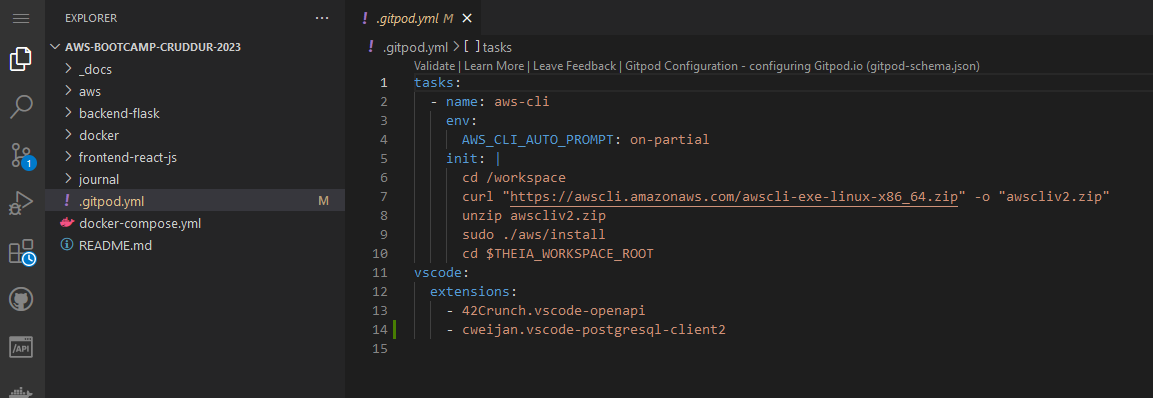 EXPLORER
AWS-BOOTCAMP-CRUDDUR-2023
_docs
aws
backend-flask
docker
frontend-react-js
journal
.gitpod.yml M
docker-compose.yml
README.md
1
/API
.gitpod.yml M
.gitpod.yml > [ ] tasks
Validate | Learn More | Leave Feedback | Gitpod Configuration - configuring Gitpod.io (gitpod-schema.json)
1 tasks:
2 - name: aws-cli
3 env:
4 AWS_CLI_AUTO_PROMPT: on-partial
5 init: |
6 cd /workspace
7 curl "https://awscli.amazonaws.com/awscli-exe-linux-x86_64.zip" -o "awscliv2.zip"
8 unzip awscliv2.zip
9 sudo ./aws/install
10 cd $THEIA_WORKSPACE_ROOT
11 vscode:
12 extensions:
13 - 42Crunch.vscode-openapi
14 - cweijan.vscode-postgresql-client2
15